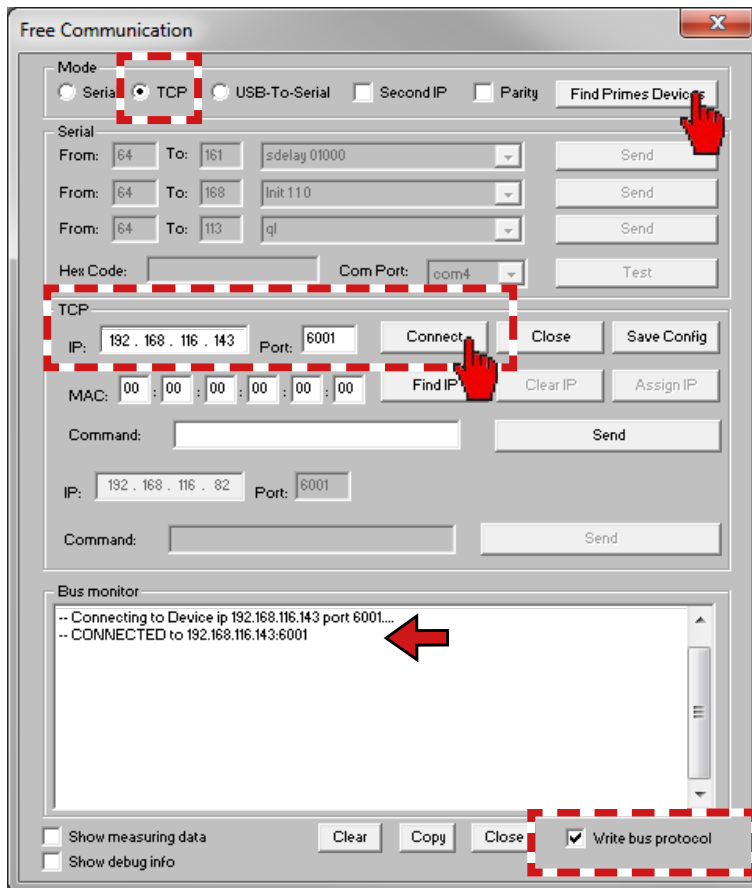 Free Communication
Mode
Serial TCP USB-To-Serial Second IP Parity Find Primes Devices
Serial
From: 64 To: 161 sdelay 01000 Send
From: 64 To: 168 Init 110 Send
From: 64 To: 113 ql Send
Hex Code: Com Port: com4 Test
TCP
IP: 192 . 168 . 116 . 143 Port: 6001 Connect Close Save Config
MAC: 00 : 00 : 00 : 00 : 00 : 00 Find IP Clear IP Assign IP
Command: Send
IP: 192 . 168 . 116 . 82 Port: 6001
Command: Send
Bus monitor
-- Connecting to Device ip 192.168.116.143 port 6001....
-- CONNECTED to 192.168.116.143:6001
Show measuring data Clear Copy Close Write bus protocol
Show debug info